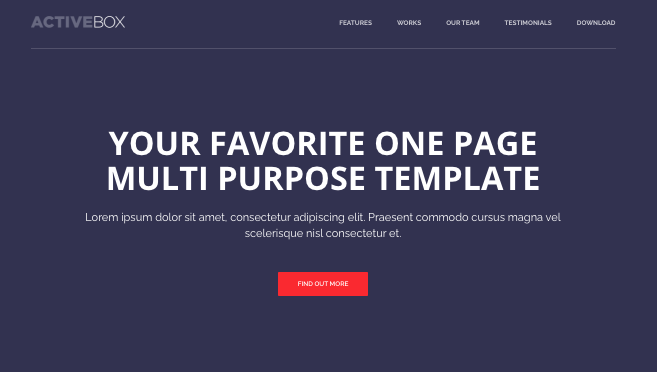 ACTIVEBOX
FEATURES WORKS OUR TEAM TESTIMONIALS DOWNLOAD
YOUR FAVORITE ONE PAGE
MULTI PURPOSE TEMPLATE
Lorem ipsum dolor sit amet, consectetur adipiscing elit. Praesent commodo cursus magna vel
scelerisque nisl consectetur et.
FIND OUT MORE